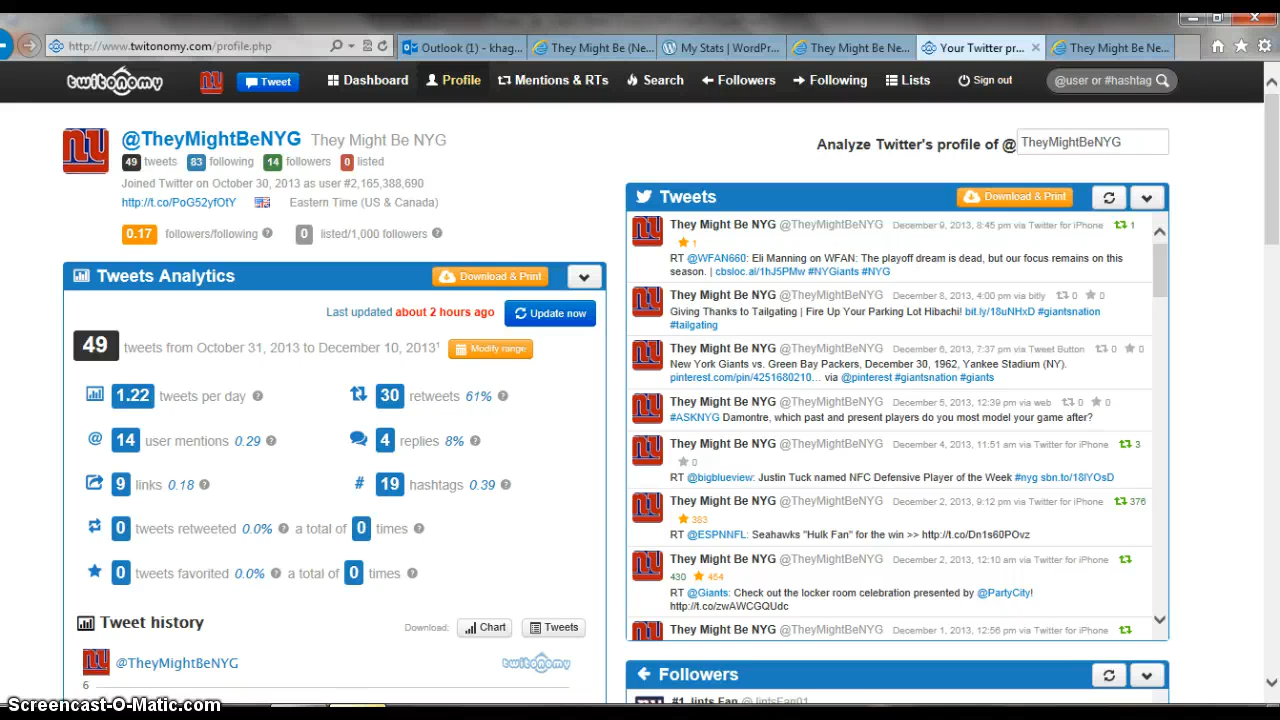 http://www.twitonomy.com/profile.php
Outlook (1) - khag...
They Might Be (Ne...
My Stats | WordPr...
They Might Be Ne...
Your Twitter pr...
They Might Be Ne...
twitonomy
Tweet
Dashboard
Profile
Mentions & RTs
Search
Followers
Following
Lists
Sign out
@user or #hashtag
@TheyMightBeNYG They Might Be NYG
49 tweets 83 following 14 followers 0 listed
Joined Twitter on October 30, 2013 as user #2,165,388,690
http://t.co/PoG52yfOtY Eastern Time (US & Canada)
0.17 followers/following ? 0 listed/1,000 followers ?
Analyze Twitter's profile of @ TheyMightBeNYG
Tweets Analytics
Download & Print
Last updated about 2 hours ago
Update now
49 tweets from October 31, 2013 to December 10, 2013¹
Modify range
1.22 tweets per day ?
30 retweets 61% ?
@ 14 user mentions 0.29 ?
4 replies 8% ?
9 links 0.18 ?
# 19 hashtags 0.39 ?
0 tweets retweeted 0.0% ? a total of 0 times ?
0 tweets favorited 0.0% ? a total of 0 times ?
Tweet history
Download:
Chart
Tweets
@TheyMightBeNYG
twitonomy
6
Tweets
Download & Print
They Might Be NYG @TheyMightBeNYG December 9, 2013, 8:45 pm via Twitter for iPhone 1
1
RT @WFAN660: Eli Manning on WFAN: The playoff dream is dead, but our focus remains on this
season. | cbsloc.al/1hJ5PMw #NYGiants #NYG
They Might Be NYG @TheyMightBeNYG December 8, 2013, 4:00 pm via bitly 0 0
Giving Thanks to Tailgating | Fire Up Your Parking Lot Hibachi! bit.ly/18uNHxD #giantsnation
#tailgating
They Might Be NYG @TheyMightBeNYG December 6, 2013, 7:37 pm via Tweet Button 0 0
New York Giants vs. Green Bay Packers, December 30, 1962, Yankee Stadium (NY).
pinterest.com/pin/4251680210... via @pinterest #giantsnation #giants
They Might Be NYG @TheyMightBeNYG December 5, 2013, 12:39 pm via web 0 0
#ASKNYG Damontre, which past and present players do you most model your game after?
They Might Be NYG @TheyMightBeNYG December 4, 2013, 11:51 am via Twitter for iPhone 3
0
RT @bigblueview: Justin Tuck named NFC Defensive Player of the Week #nyg sbn.to/18lYOsD
They Might Be NYG @TheyMightBeNYG December 2, 2013, 9:12 pm via Twitter for iPhone 376
383
RT @ESPNNFL: Seahawks "Hulk Fan" for the win >> http://t.co/Dn1s60POvz
They Might Be NYG @TheyMightBeNYG December 2, 2013, 12:10 am via Twitter for iPhone
430 454
RT @Giants: Check out the locker room celebration presented by @PartyCity!
http://t.co/zwAWCGQUdc
They Might Be NYG @TheyMightBeNYG December 1, 2013, 12:56 pm via Twitter for iPhone
Followers
Screencast-O-Matic.com